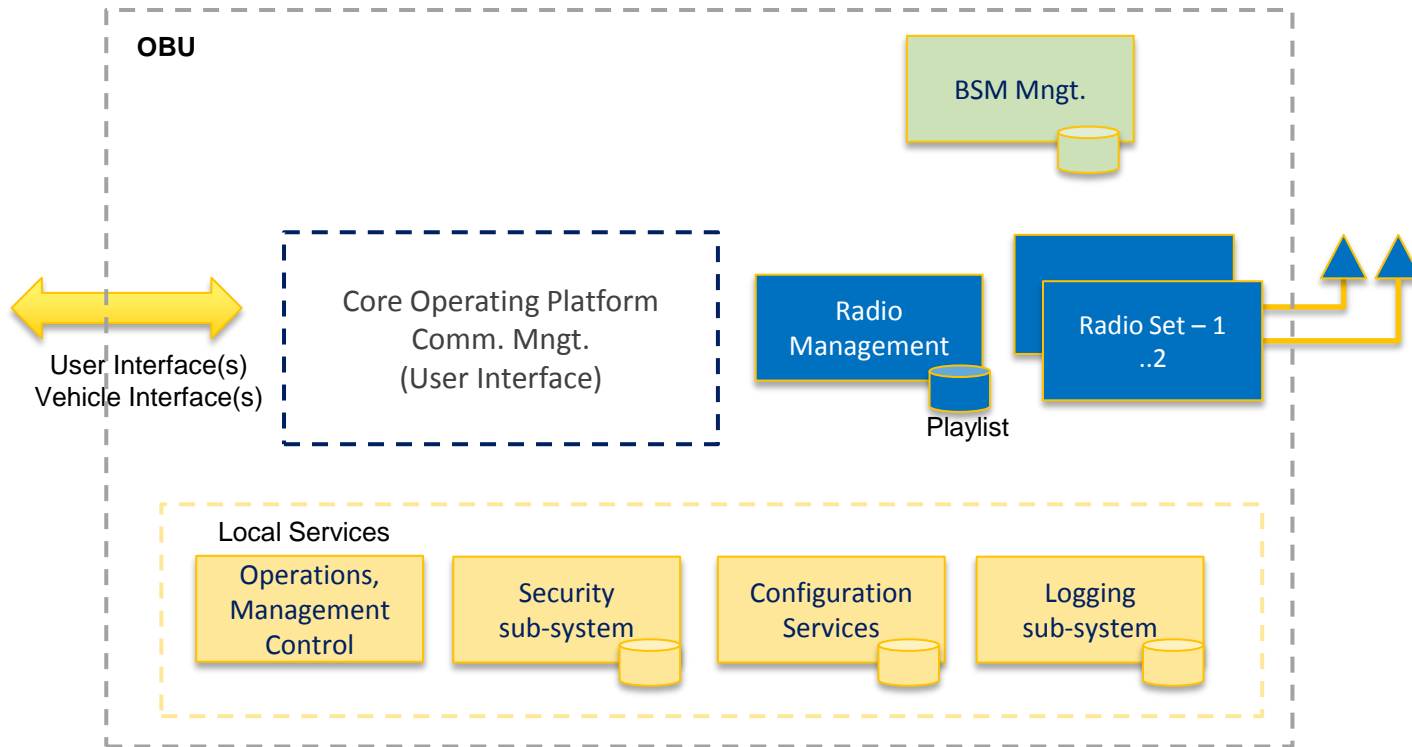 OBU
BSM Mngt.
Core Operating Platform
Comm. Mngt.
(User Interface)
Radio
Management
Playlist
Radio Set – 1
..2
User Interface(s)
Vehicle Interface(s)
Local Services
Operations,
Management
Control
Security
sub-system
Configuration
Services
Logging
sub-system